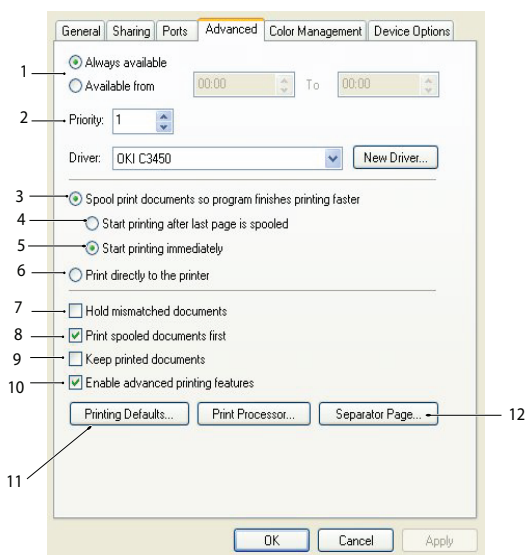 General Sharing Ports Advanced Color Management Device Options
1 Always available
Available from 00:00 To 00:00
2 Priority: 1
Driver: OKI C3450 New Driver...
3 Spool print documents so program finishes printing faster
4 Start printing after last page is spooled
5 Start printing immediately
6 Print directly to the printer
7 Hold mismatched documents
8 Print spooled documents first
9 Keep printed documents
10 Enable advanced printing features
Printing Defaults... Print Processor... Separator Page... 12
11
OK Cancel Apply